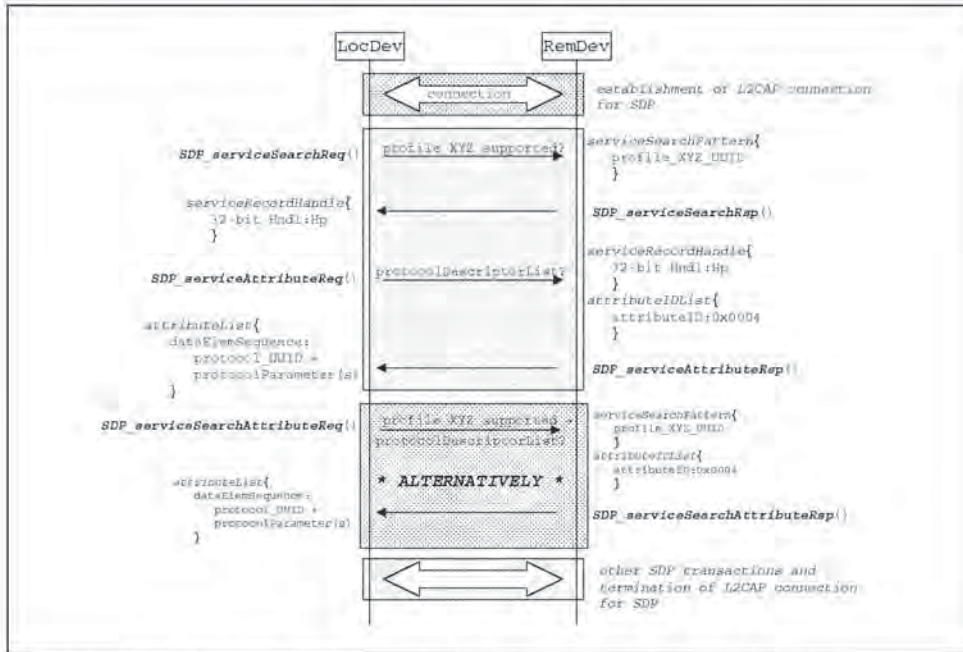 LocDev
RemDev
connection
establishment of L2CAP connection
for SDP
SDP_serviceSearchReq()
profile XYZ supported?
serviceSearchPattern{
profile_XYZ_UUID
}
serviceRecordHandle{
32-bit Hndl:Hp
}
SDP_serviceSearchRsp()
SDP_serviceAttributeReq()
protocolDescriptorList?
serviceRecordHandle{
32-bit Hndl:Hp
}
attributeIDList{
attributeID:0x0004
}
attributeList{
dataElemSequence:
protocol_UUID +
protocolParameter(s)
}
SDP_serviceAttributeRsp()
SDP_serviceSearchAttributeReq()
profile XYZ supported +
protocolDescriptorList?
serviceSearchPattern{
profile_XYZ_UUID
}
attributeIdList{
attributeID:0x0004
}
* ALTERNATIVELY *
attributeList{
dataElemSequence:
protocol_UUID +
protocolParameter(s)
}
SDP_serviceSearchAttributeRsp()
other SDP transactions and
termination of L2CAP connection
for SDP